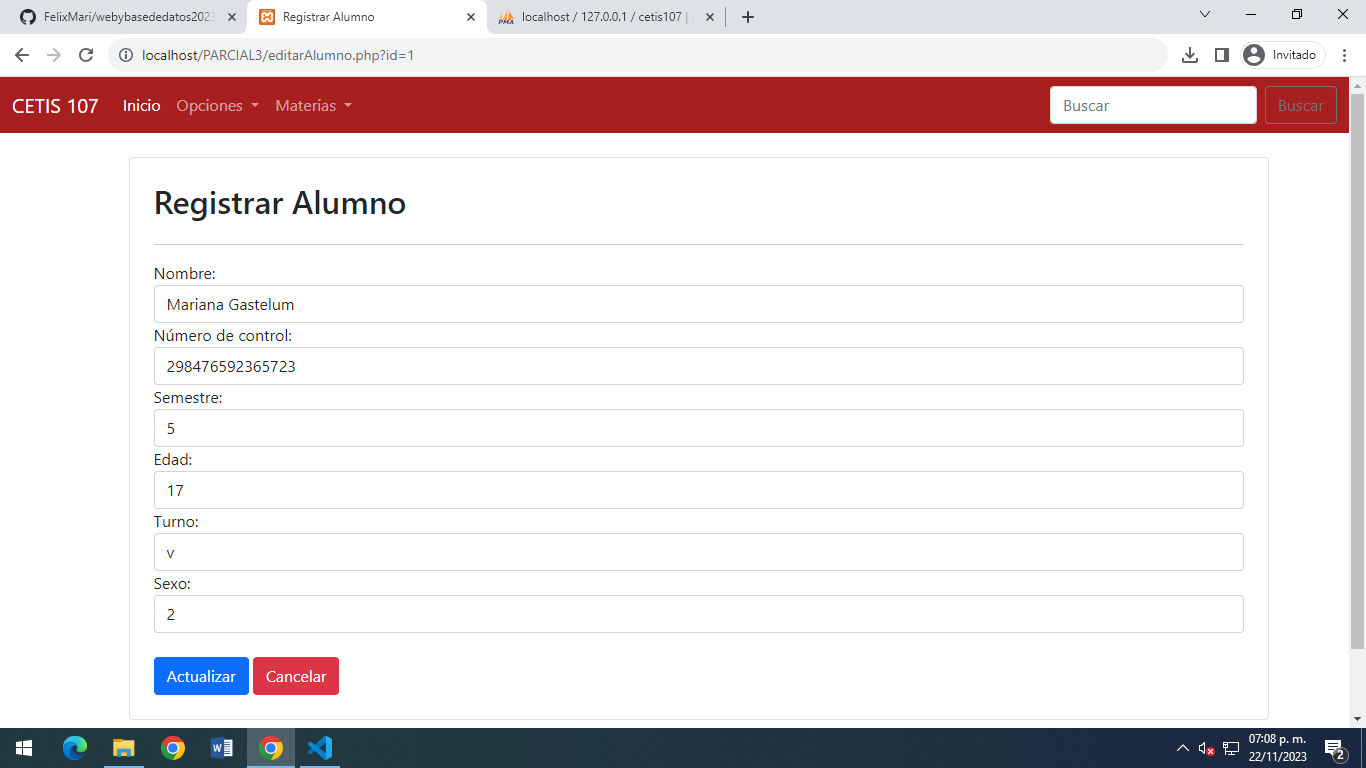 FelixMari/webybasededatos202
Registrar Alumno
PMA localhost / 127.0.0.1 / cetis107 |
localhost/PARCIAL3/editarAlumno.php?id=1
Invitado
CETIS 107 Inicio Opciones Materias Buscar Buscar
Registrar Alumno
Nombre:
Mariana Gastelum
Número de control:
298476592365723
Semestre:
5
Edad:
17
Turno:
v
Sexo:
2
Actualizar Cancelar
07:08 p. m.
22/11/2023
2